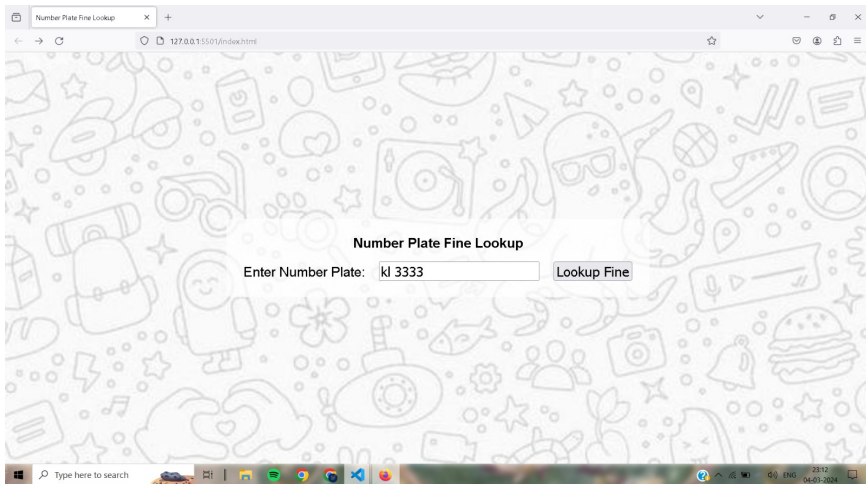 Number Plate Fine Lookup
127.0.0.1:5501/index.html
Number Plate Fine Lookup
Enter Number Plate: kl 3333 Lookup Fine
Type here to search
ENG
23:12
04-03-2024